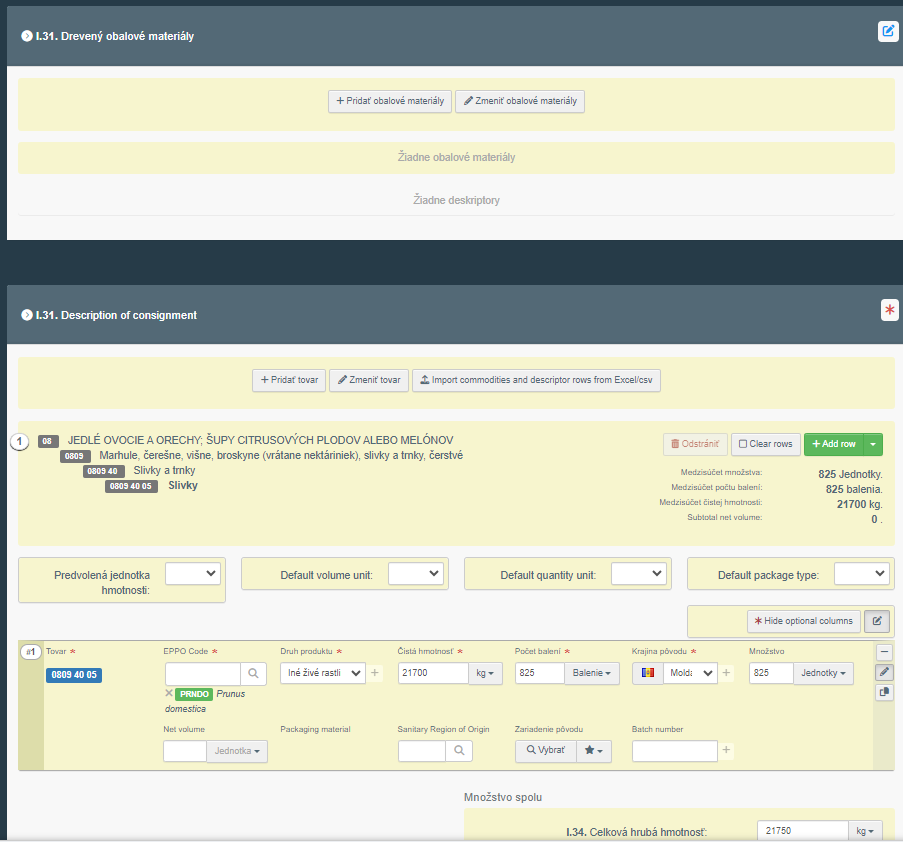 I.31. Drevený obalové materiály
+ Pridať obalové materiály Zmeniť obalové materiály
Žiadne obalové materiály
Žiadne deskriptory
I.31. Description of consignment
+ Pridať tovar Zmeniť tovar Import commodities and descriptor rows from Excel/csv
1 08 JEDLÉ OVOCIE A ORECHY; ŠUPY CITRUSOVÝCH PLODOV ALEBO MELÓNOV
0809 Marhule, čerešne, višne, broskyne (vrátane nektáriniek), slivky a trnky, čerstvé
0809 40 Slivky a trnky
0809 40 05 Slivky
Odstrániť Clear rows + Add row
Medzisúčet množstva: 825 Jednotky.
Medzisúčet počtu balení: 825 balenia.
Medzisúčet čistej hmotnosti: 21700 kg.
Subtotal net volume: 0 .
Predvolená jednotka hmotnosti:
Default volume unit:
Default quantity unit:
Default package type:
* Hide optional columns
#1 Tovar * EPPO Code * Druh produktu * Čistá hmotnosť * Počet balení * Krajina pôvodu * Množstvo
0809 40 05 Iné živé rastli + 21700 kg 825 Balenie Molda + 825 Jednotky
PRNDO Prunus
domestica
Net volume Packaging material Sanitary Region of Origin Zariadenie pôvodu Batch number
Jednotka Vybrať +
Množstvo spolu
I.34. Celková hrubá hmotnosť: 21750 kg